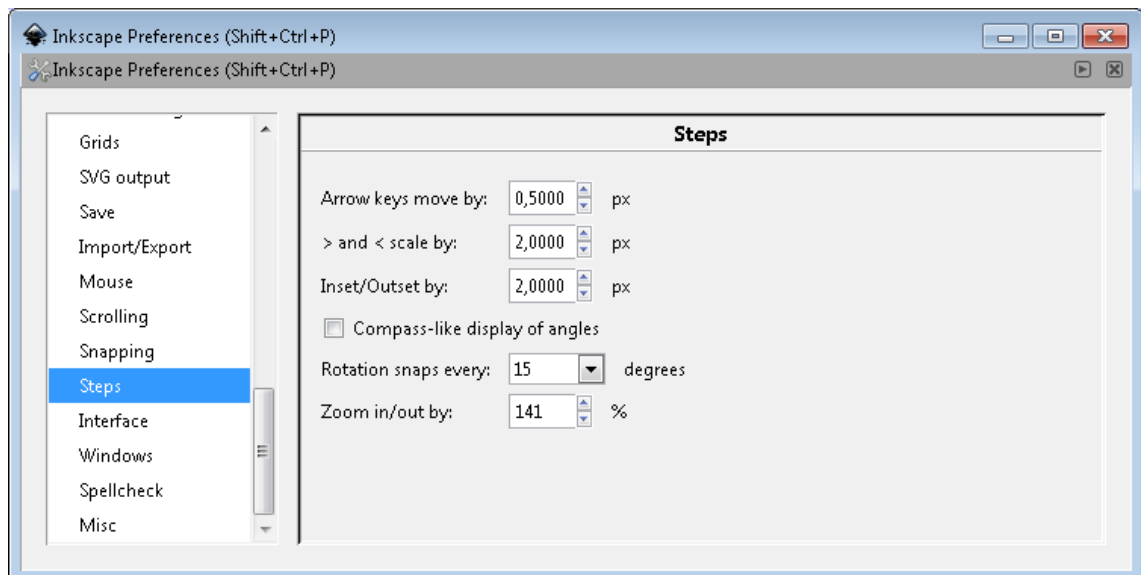 Inkscape Preferences (Shift+Ctrl+P)
Inkscape Preferences (Shift+Ctrl+P)
Grids
SVG output
Save
Import/Export
Mouse
Scrolling
Snapping
Steps
Interface
Windows
Spellcheck
Misc
Steps
Arrow keys move by: 0,5000 px
> and < scale by: 2,0000 px
Inset/Outset by: 2,0000 px
Compass-like display of angles
Rotation snaps every: 15 degrees
Zoom in/out by: 141 %